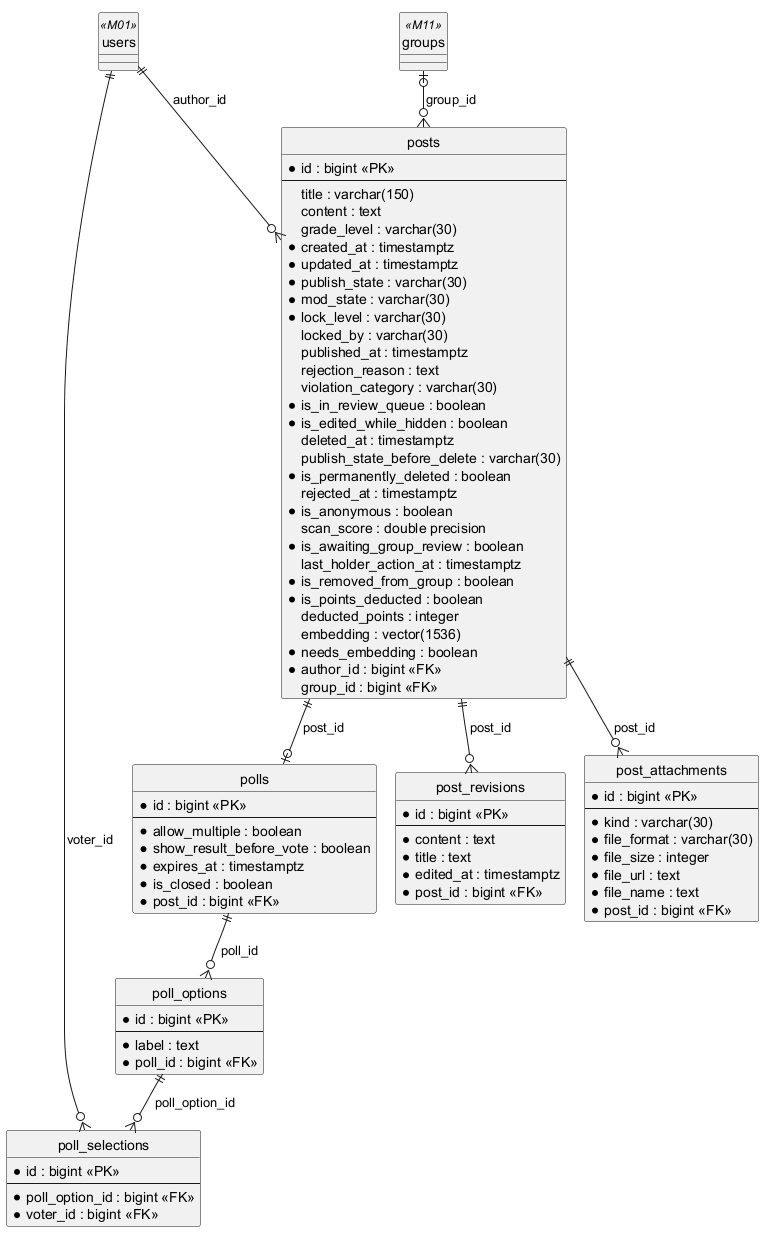 «M01»
users
«M11»
groups
author_id
group_id
posts
id : bigint «PK»
title : varchar(150)
content : text
grade_level : varchar(30)
created_at : timestamptz
updated_at : timestamptz
publish_state : varchar(30)
mod_state : varchar(30)
lock_level : varchar(30)
locked_by : varchar(30)
published_at : timestamptz
rejection_reason : text
violation_category : varchar(30)
is_in_review_queue : boolean
is_edited_while_hidden : boolean
deleted_at : timestamptz
publish_state_before_delete : varchar(30)
is_permanently_deleted : boolean
rejected_at : timestamptz
is_anonymous : boolean
scan_score : double precision
is_awaiting_group_review : boolean
last_holder_action_at : timestamptz
is_removed_from_group : boolean
is_points_deducted : boolean
deducted_points : integer
embedding : vector(1536)
needs_embedding : boolean
author_id : bigint «FK»
group_id : bigint «FK»
post_id
post_id
post_id
polls
id : bigint «PK»
allow_multiple : boolean
show_result_before_vote : boolean
expires_at : timestamptz
is_closed : boolean
post_id : bigint «FK»
post_revisions
id : bigint «PK»
content : text
title : text
edited_at : timestamptz
post_id : bigint «FK»
post_attachments
id : bigint «PK»
kind : varchar(30)
file_format : varchar(30)
file_size : integer
file_url : text
file_name : text
post_id : bigint «FK»
voter_id
poll_id
poll_options
id : bigint «PK»
label : text
poll_id : bigint «FK»
poll_option_id
poll_selections
id : bigint «PK»
poll_option_id : bigint «FK»
voter_id : bigint «FK»